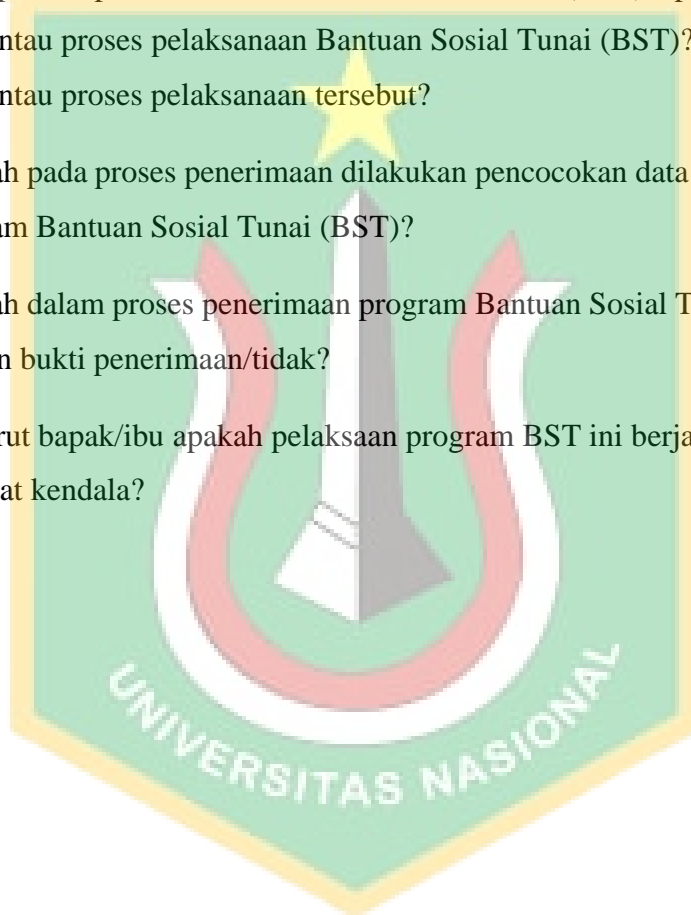 ntau proses pelaksanaan Bantuan Sosial Tunai (BST)?
ntau proses pelaksanaan tersebut?
ah pada proses penerimaan dilakukan pencocokan data
am Bantuan Sosial Tunai (BST)?
ah dalam proses penerimaan program Bantuan Sosial T
n bukti penerimaan/tidak?
rut bapak/ibu apakah pelaksaan program BST ini berja
at kendala?
UNIVERSITAS NASIONAL